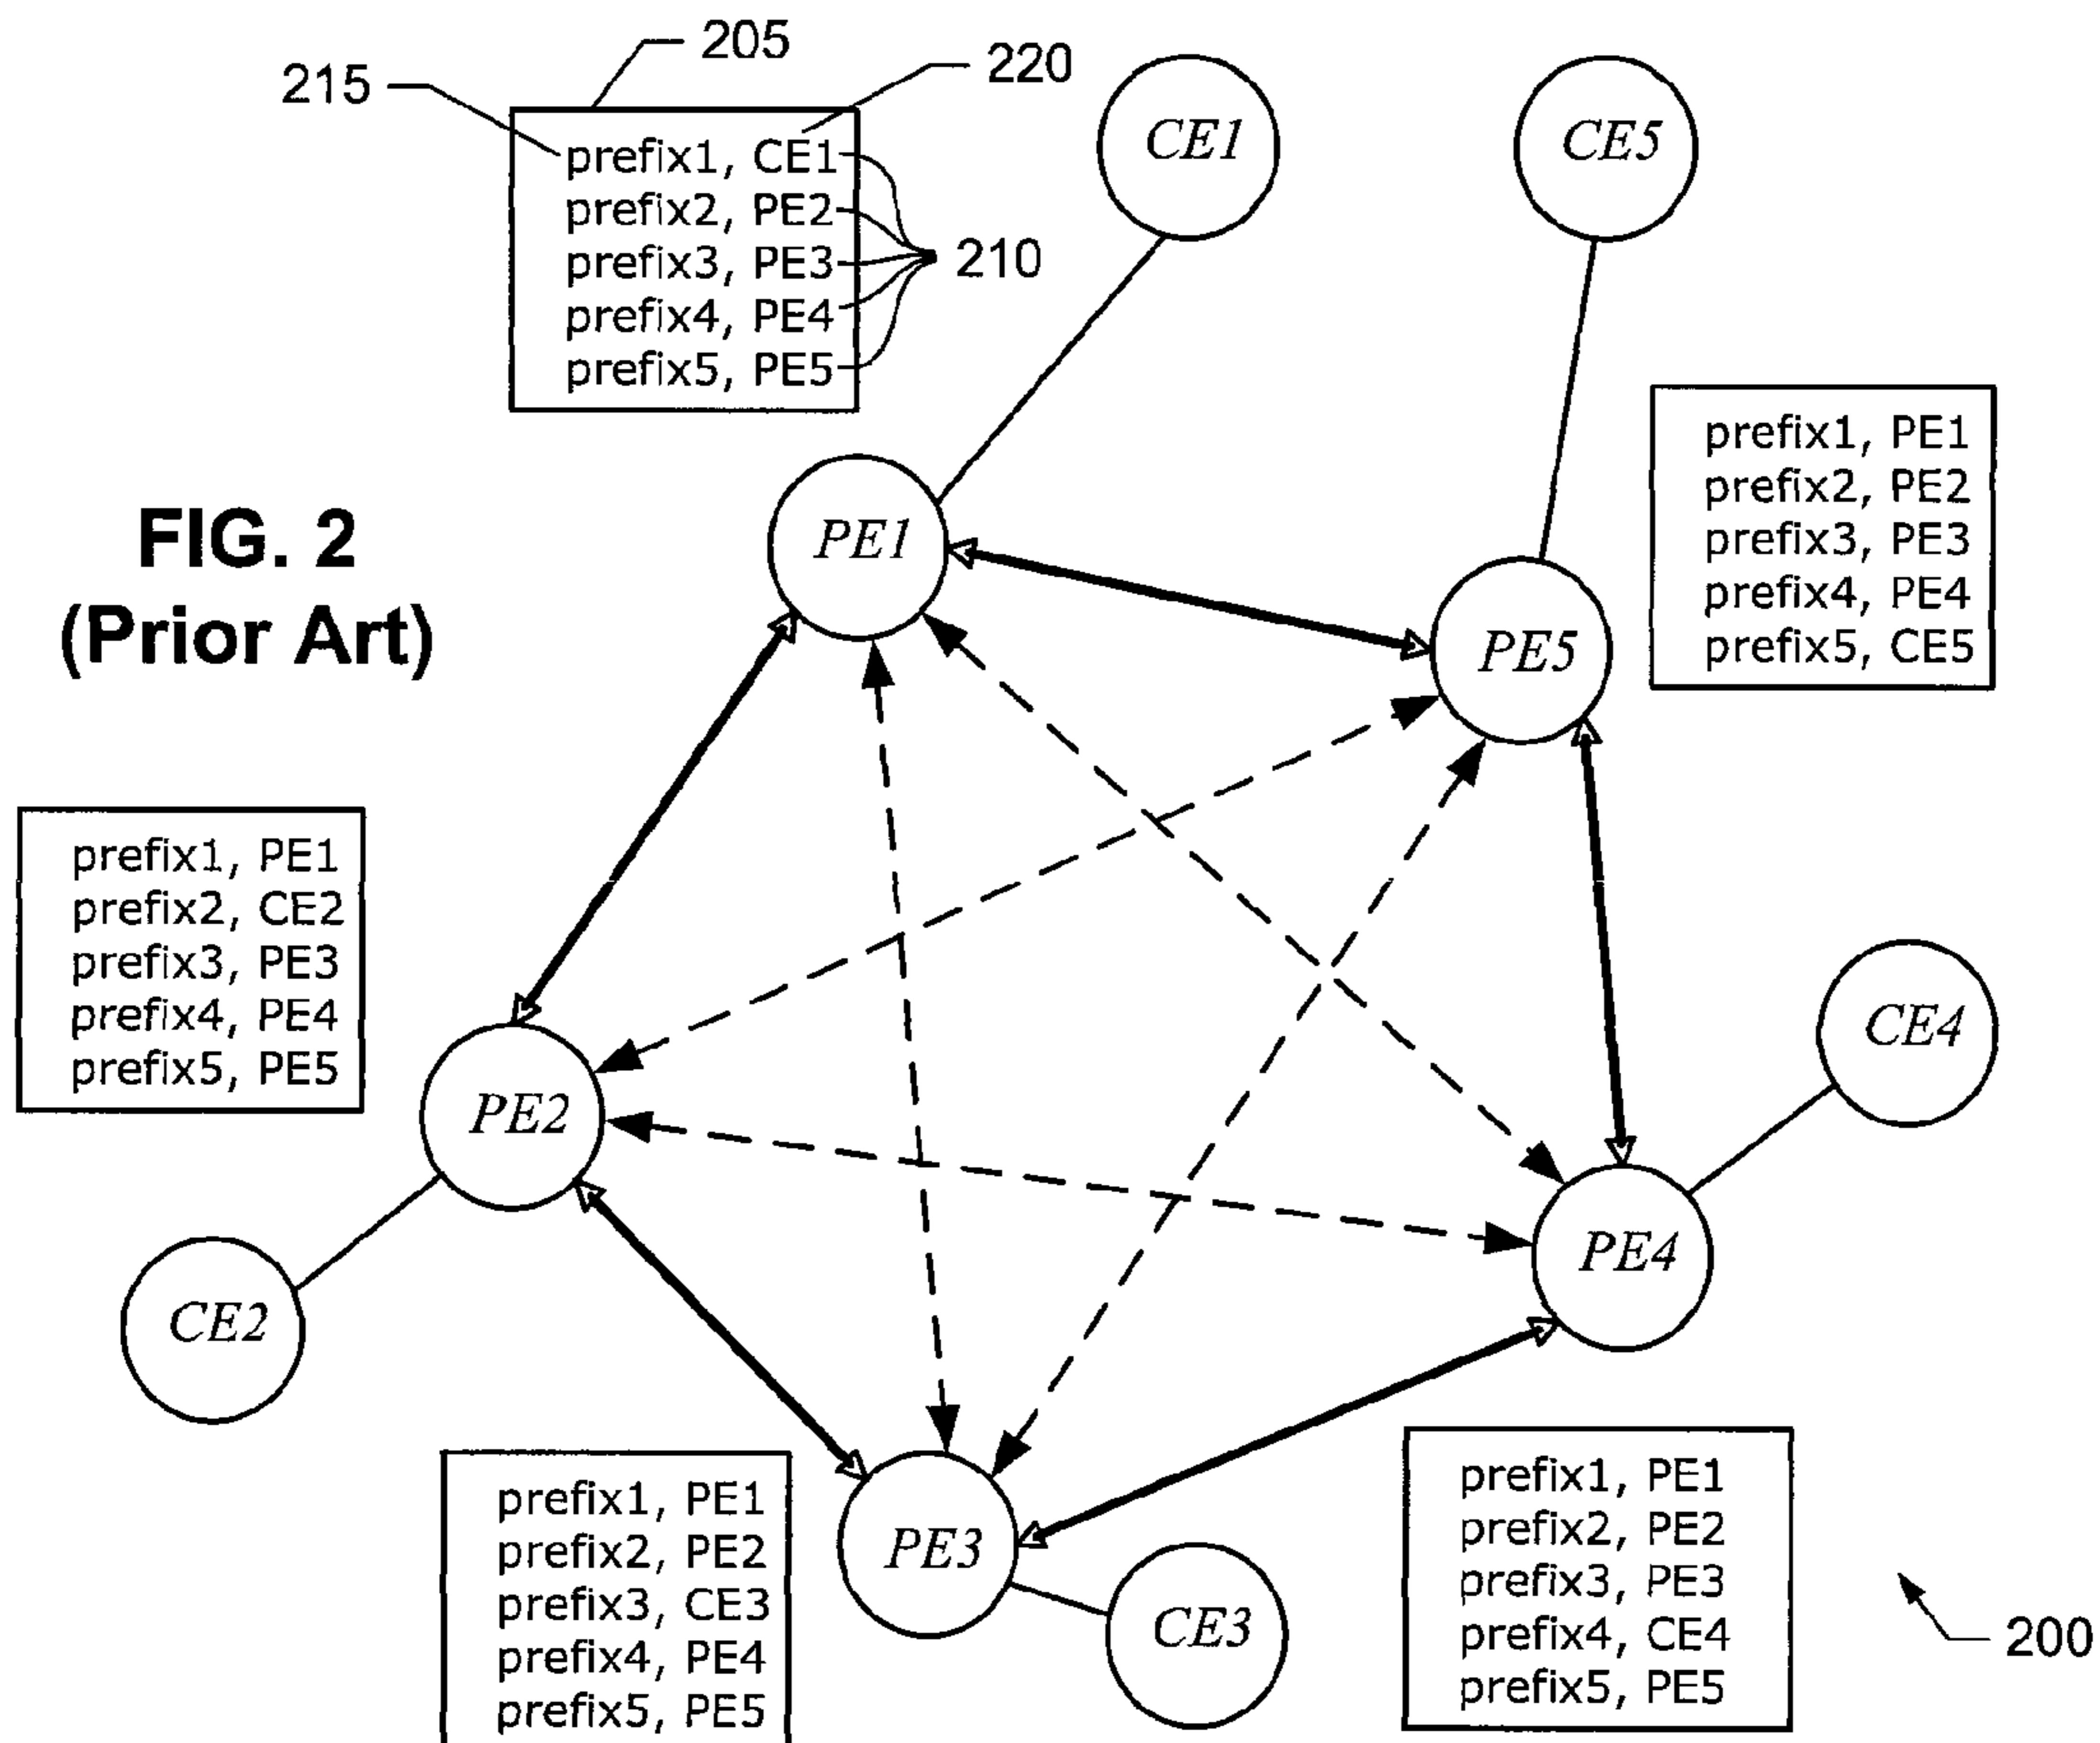 205
215
220
prefix1, CE1
prefix2, PE2
prefix3, PE3
prefix4, PE4
prefix5, PE5
210
CE1
CE5
FIG. 2
(Prior Art)
PE1
PE5
prefix1, PE1
prefix2, PE2
prefix3, PE3
prefix4, PE4
prefix5, CE5
prefix1, PE1
prefix2, CE2
prefix3, PE3
prefix4, PE4
prefix5, PE5
PE2
CE4
CE2
PE4
prefix1, PE1
prefix2, PE2
prefix3, CE3
prefix4, PE4
prefix5, PE5
PE3
CE3
prefix1, PE1
prefix2, PE2
prefix3, PE3
prefix4, CE4
prefix5, PE5
200